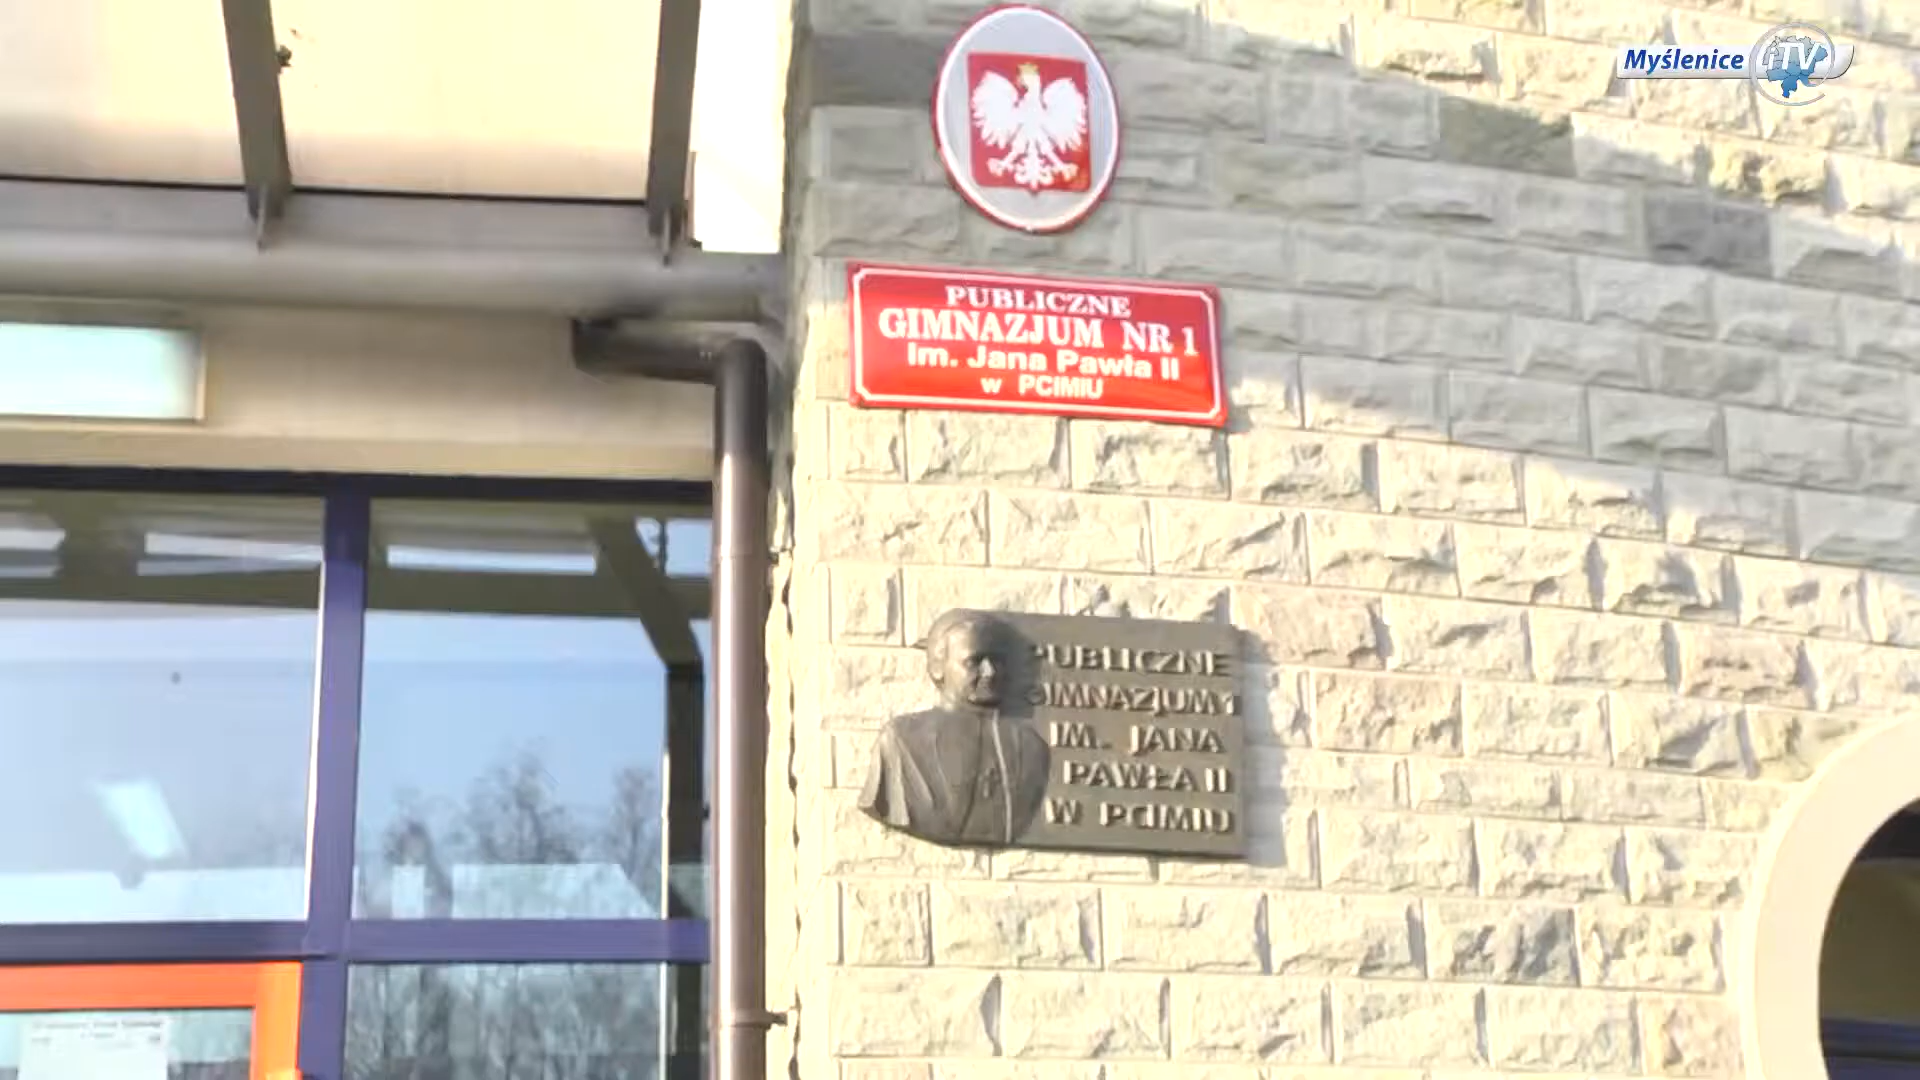 Myślenice iTV
PUBLICZNE
GIMNAZJUM NR 1
Im. Jana Pawła II
w PCIMIU
PUBLICZNE
GIMNAZJUM 1
IM. JANA
PAWŁA II
W PCIMIU